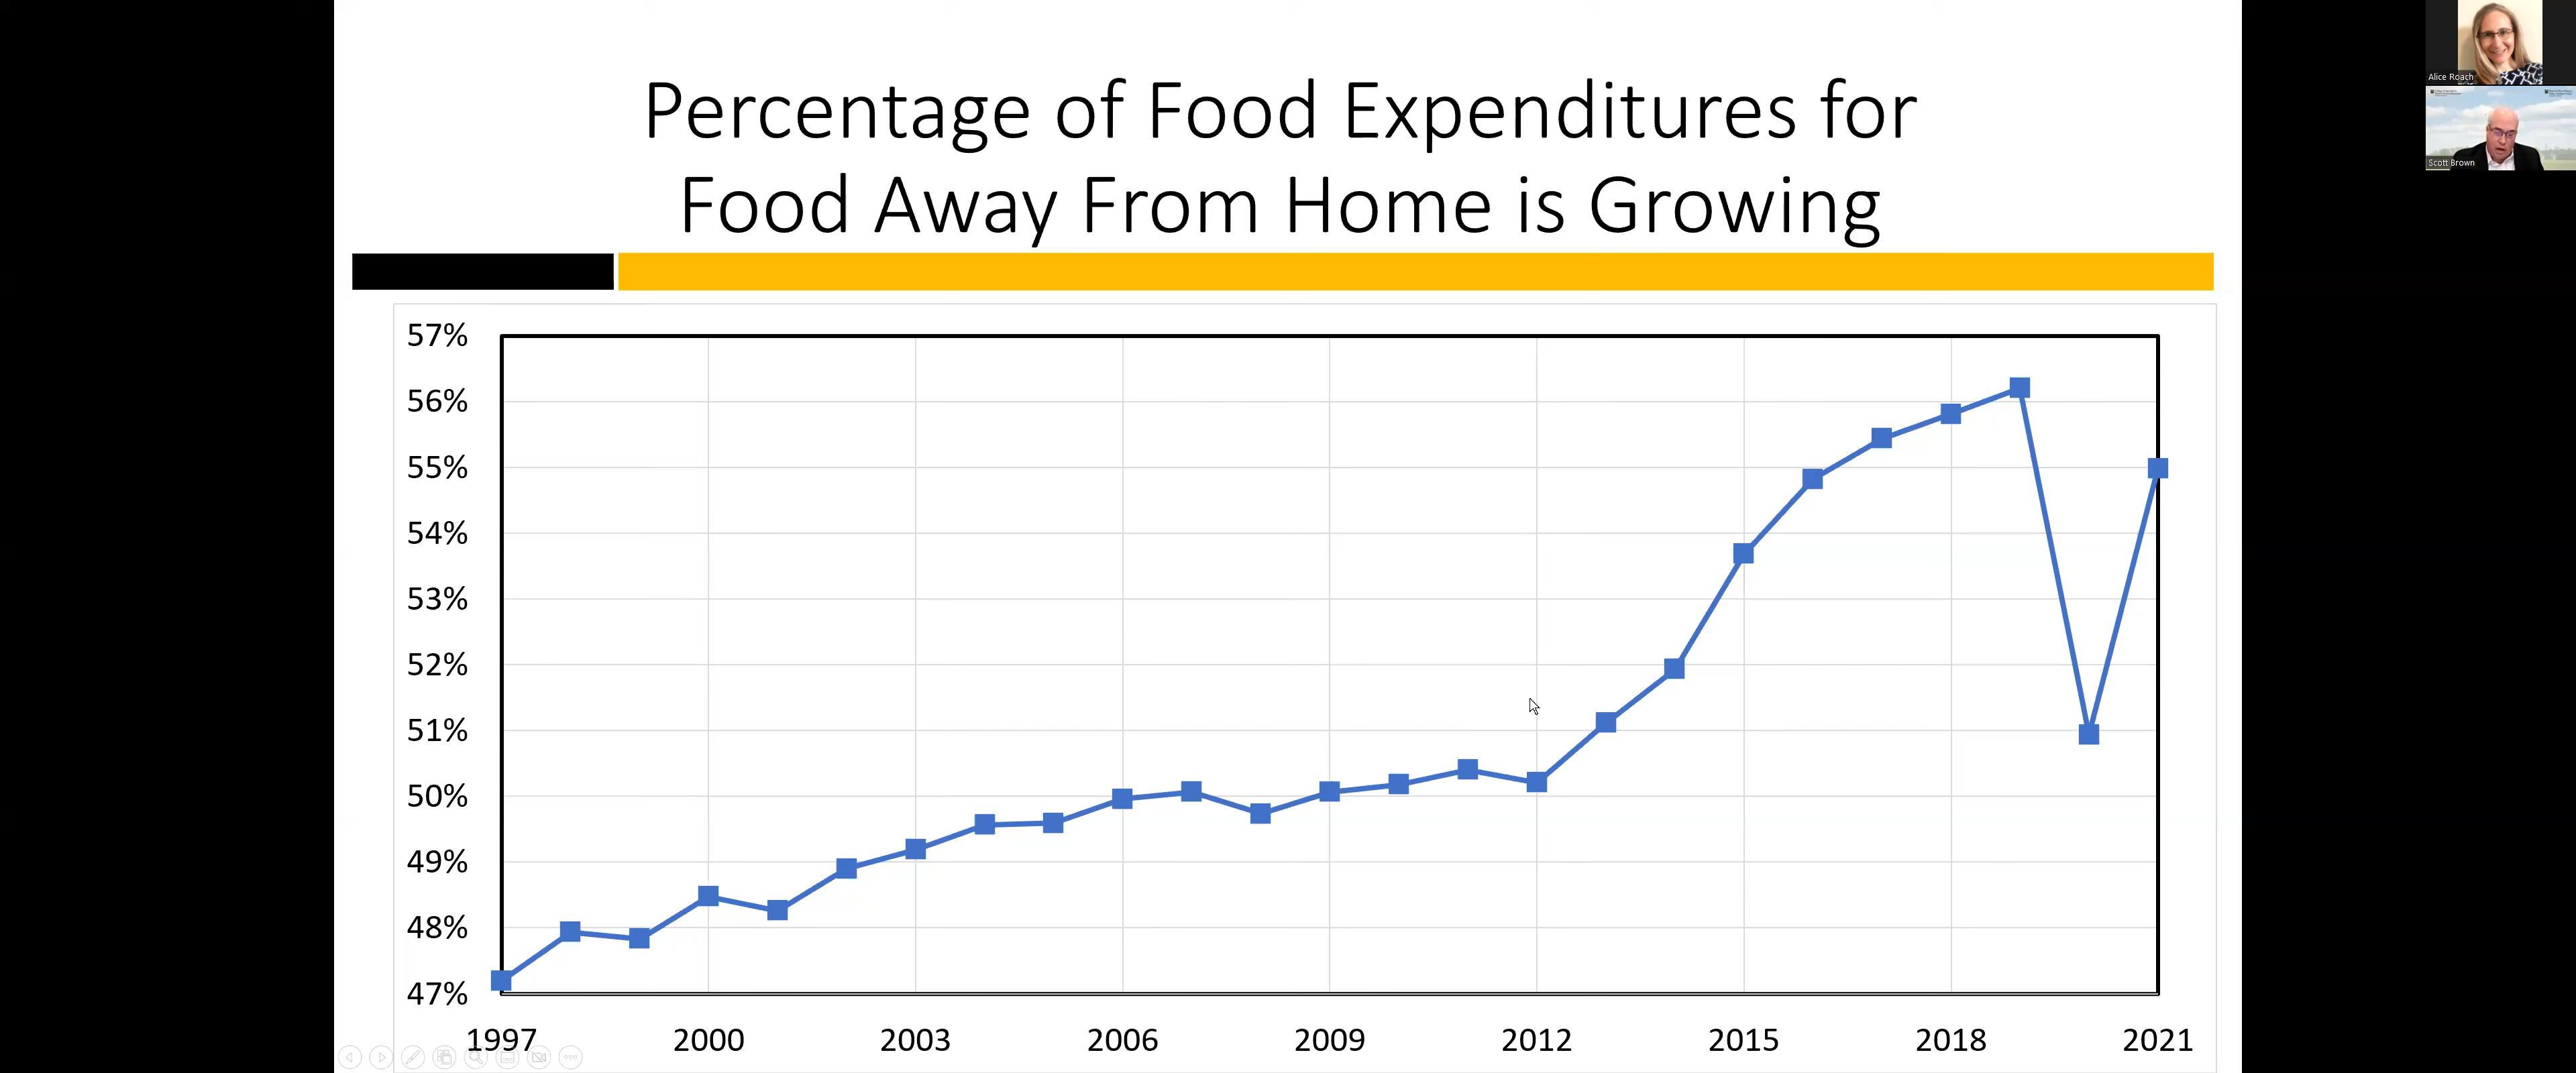 Percentage of Food Expenditures for
Food Away From Home is Growing
57%
56%
55%
54%
53%
52%
51%
50%
49%
48%
47%
1997 2000 2003 2006 2009 2012 2015 2018 2021
Alice Roach
Scott Brown